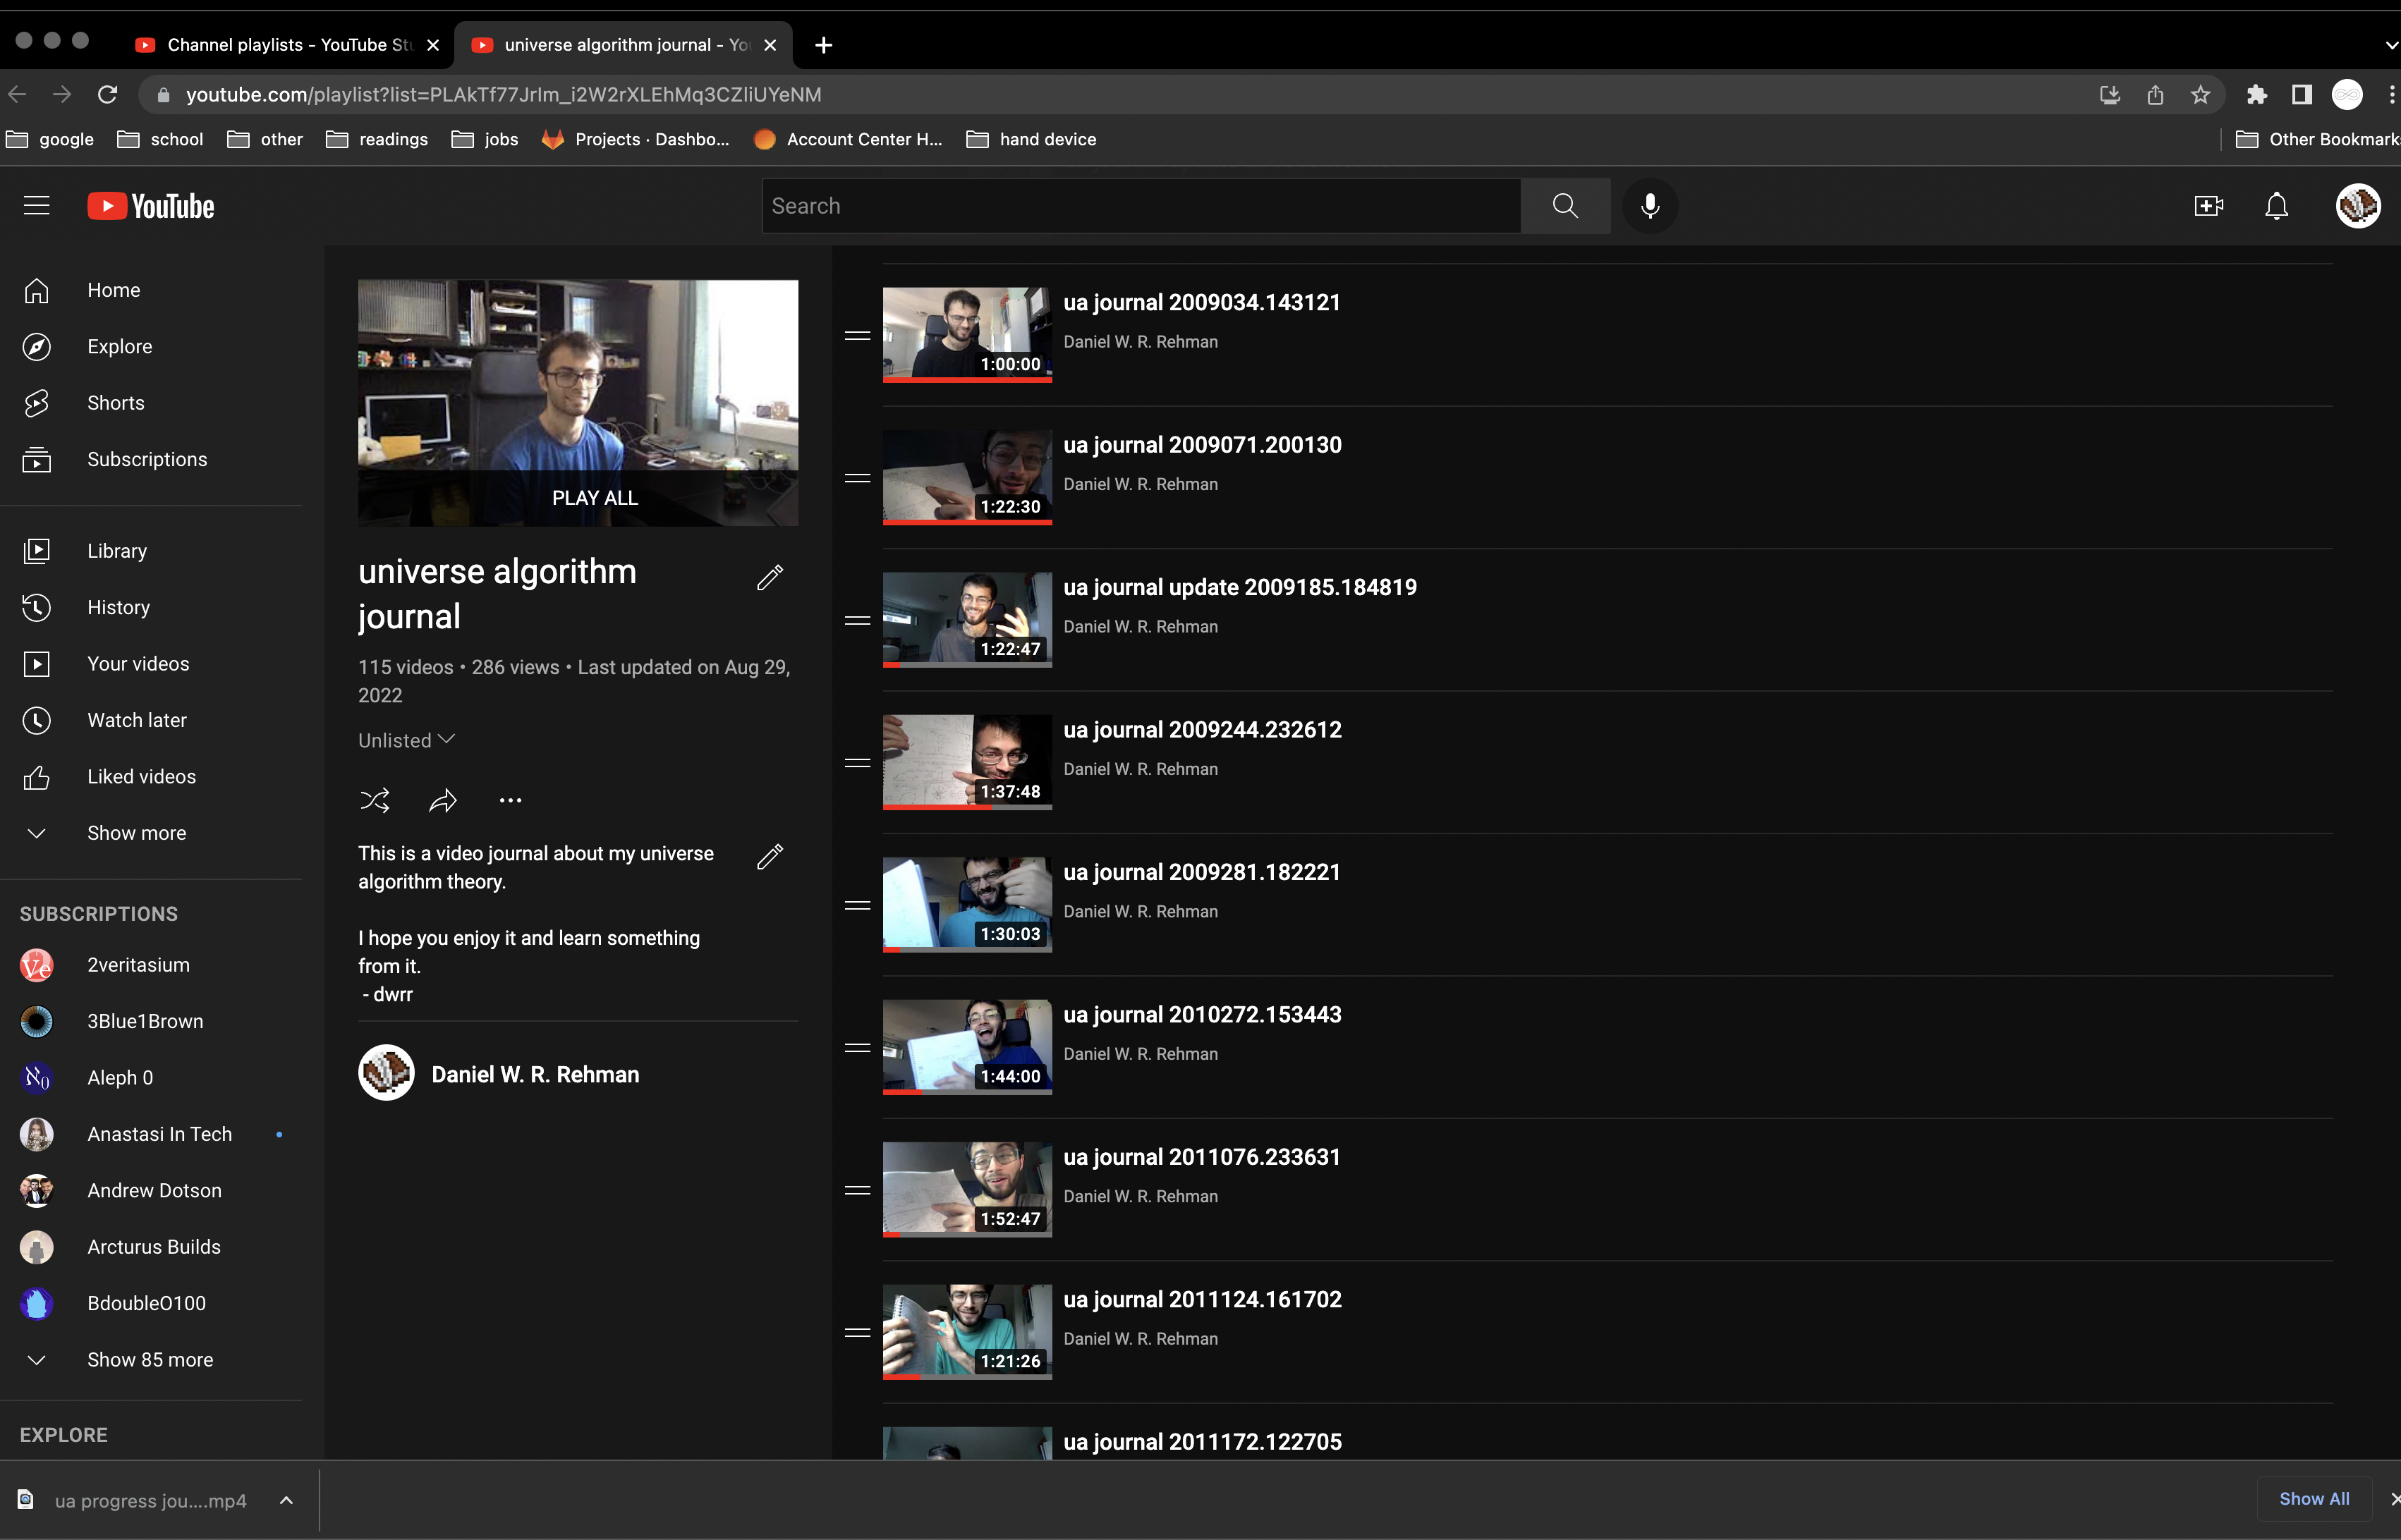 Channel playlists - YouTube Stu
universe algorithm journal - You
youtube.com/playlist?list=PLAkTf77JrIm_i2W2rXLEhMq3CZliUYeNM
google
school
other
readings
jobs
Projects · Dashbo...
Account Center H...
hand device
Other Bookmarks
YouTube
Search
Home
Explore
Shorts
Subscriptions
Library
History
Your videos
Watch later
Liked videos
Show more
SUBSCRIPTIONS
2veritasium
3Blue1Brown
Aleph 0
Anastasi In Tech
Andrew Dotson
Arcturus Builds
BdoubleO100
Show 85 more
EXPLORE
PLAY ALL
universe algorithm
journal
115 videos • 286 views • Last updated on Aug 29,
2022
Unlisted
This is a video journal about my universe
algorithm theory.
I hope you enjoy it and learn something
from it.
- dwrr
Daniel W. R. Rehman
ua journal 2009034.143121
Daniel W. R. Rehman
1:00:00
ua journal 2009071.200130
Daniel W. R. Rehman
1:22:30
ua journal update 2009185.184819
Daniel W. R. Rehman
1:22:47
ua journal 2009244.232612
Daniel W. R. Rehman
1:37:48
ua journal 2009281.182221
Daniel W. R. Rehman
1:30:03
ua journal 2010272.153443
Daniel W. R. Rehman
1:44:00
ua journal 2011076.233631
Daniel W. R. Rehman
1:52:47
ua journal 2011124.161702
Daniel W. R. Rehman
1:21:26
ua journal 2011172.122705
ua progress jou....mp4
Show All